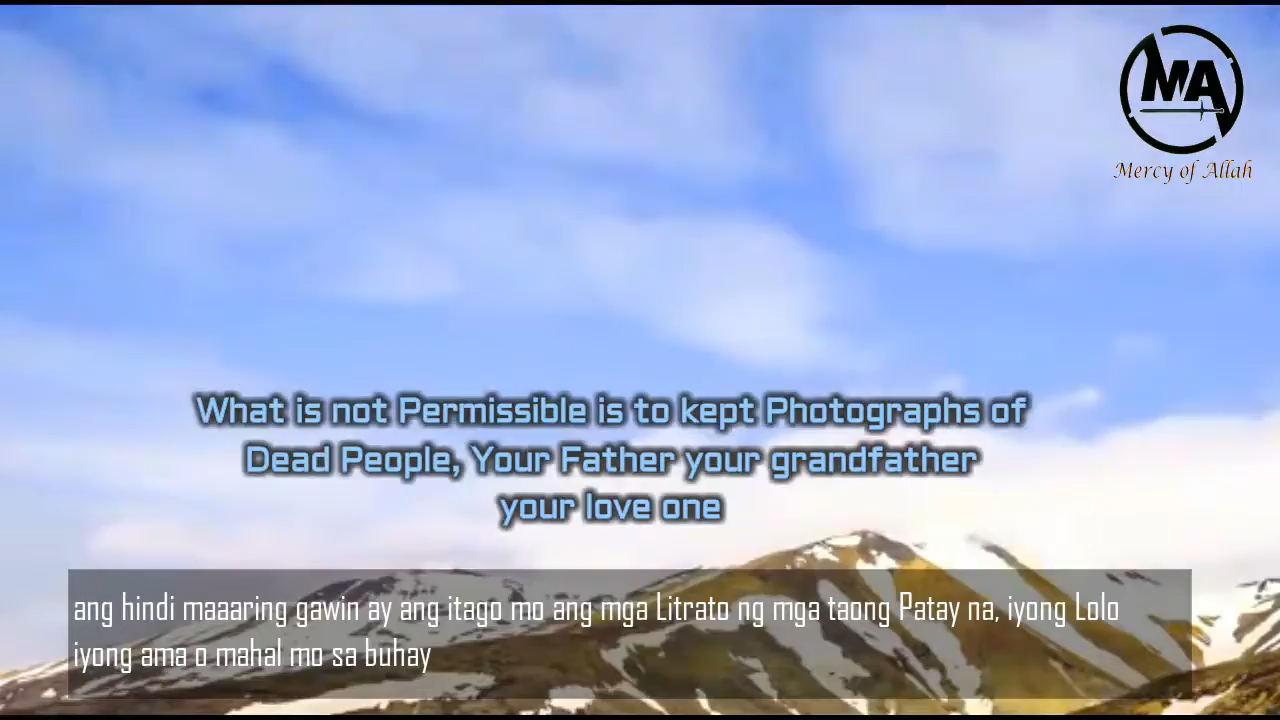 MA
Mercy of Allah
What is not Permissible is to kept Photographs of
Dead People, Your Father your grandfather
your love one
ang hindi maaaring gawin ay ang itago mo ang mga Litrato ng mga taong Patay na, iyong Lolo
iyong ama o mahal mo sa buhay